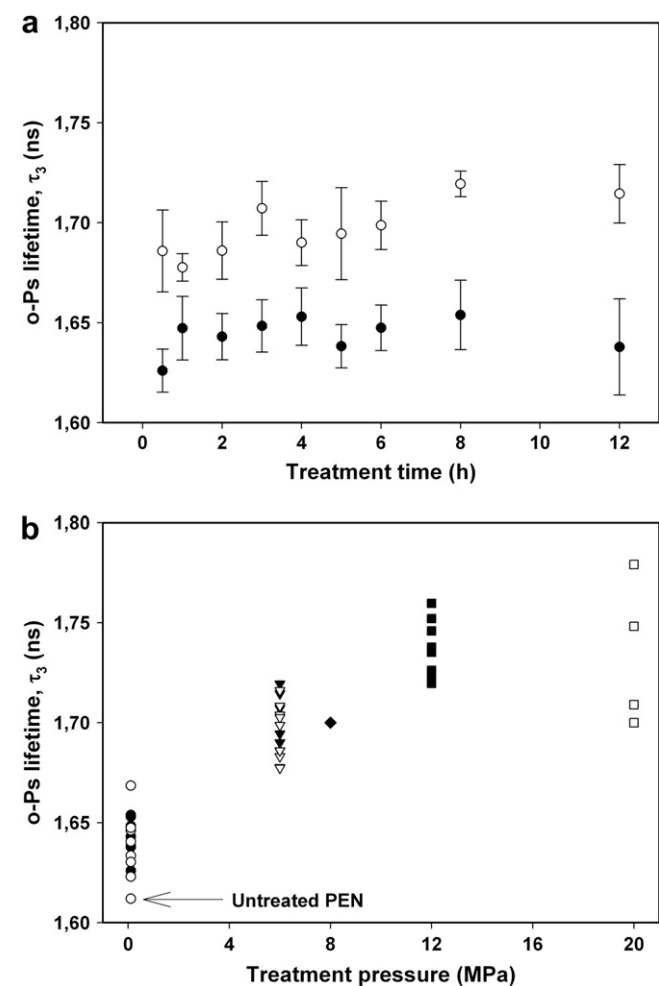 a
1,80
1,75
1,70
1,65
1,60
o-Ps lifetime, τ3 (ns)
0 2 4 6 8 10 12
Treatment time (h)
b
1,80
1,75
1,70
1,65
1,60
o-Ps lifetime, τ3 (ns)
Untreated PEN
0 4 8 12 16 20
Treatment pressure (MPa)